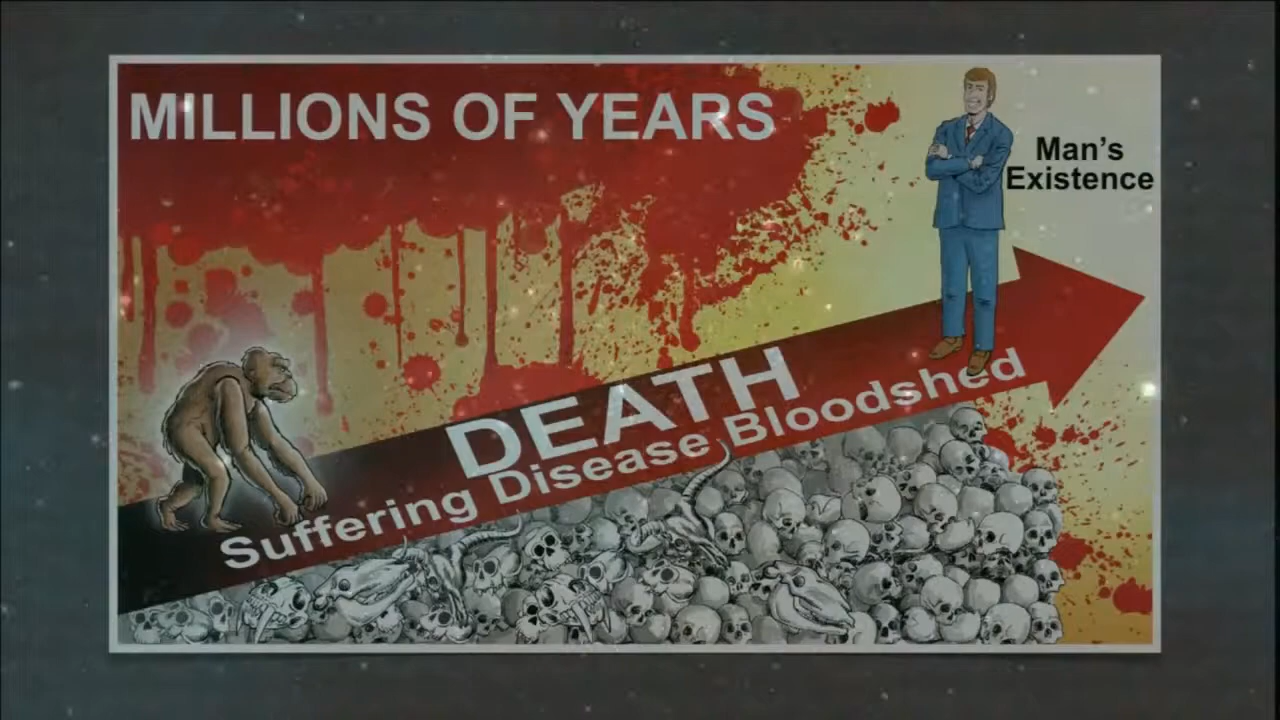 MILLIONS OF YEARS
Man's
Existence
DEATH
Suffering Disease Bloodshed